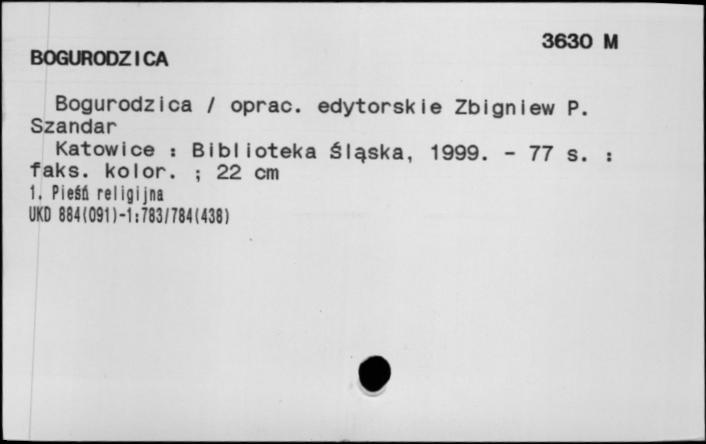 3630 M
BOGURODZICA
Bogurodzica / oprac. edytorskie Zbigniew P.
Szandar
Katowice : Biblioteka Śląska, 1999. - 77 s. :
faks. kolor. ; 22 cm
1. Pieśń religijna
UKD 884(091)-1:783/784(438)